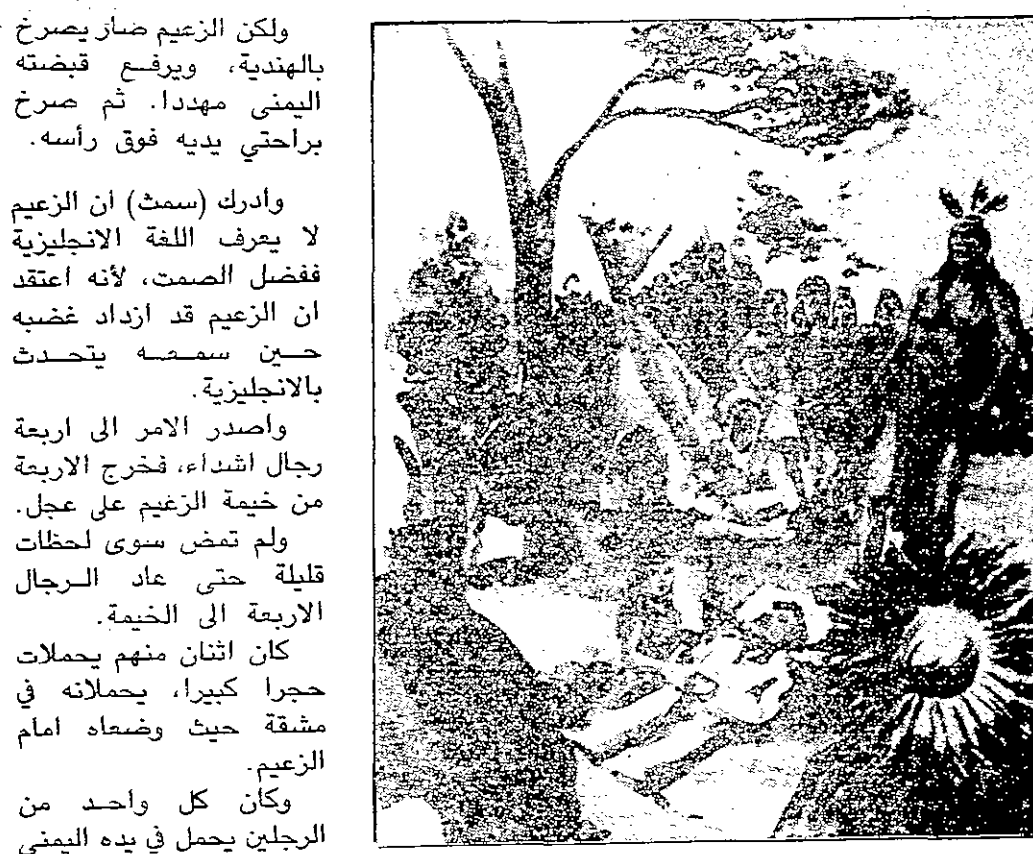 ولكن الزعيم صار يصرخ
بالهندية، ويرفع قبضته
اليمنى مهددا. ثم صرخ
براحتي يديه فوق رأسه.
وأدرك (سمث) ان الزعيم
لا يعرف اللغة الانجليزية
ففضل الصمت، لأنه اعتقد
ان الزعيم قد ازداد غضبه
حين سمعه يتحدث
بالانجليزية.
واصدر الامر الى اربعة
رجال اشداء، فخرج الاربعة
من خيمة الزعيم على عجل.
ولم تمض سوى لحظات
قليلة حتى عاد الرجال
الاربعة الى الخيمة.
كان اثنان منهم يحملات
حجرا كبيرا، يحملانه في
مشقة حيث وضعاه امام
الزعيم.
وكان كل واحد من
الرجلين يحمل في يده اليمنى